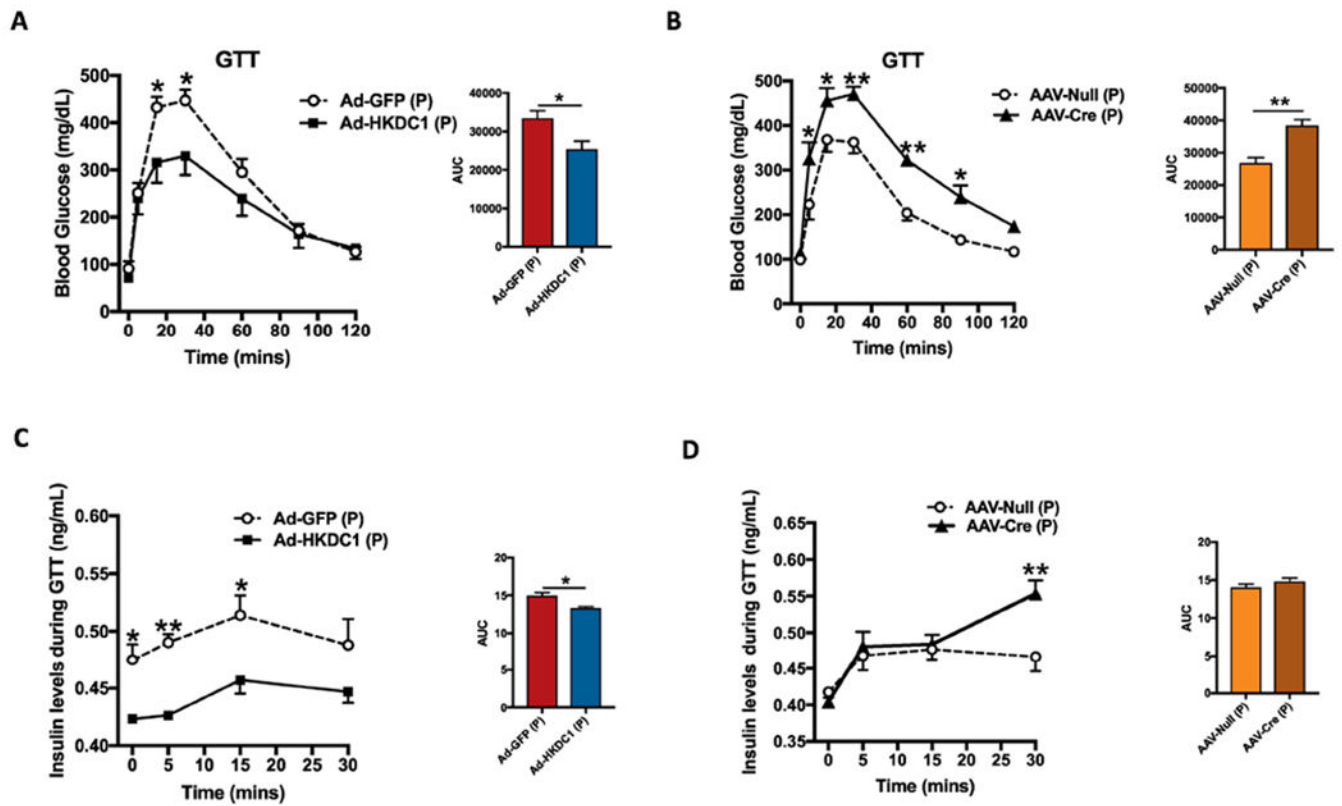 A
GTT
Blood Glucose (mg/dL)
500
400
300
200
100
0
0 20 40 60 80 100 120
Time (mins)
* *
Ad-GFP (P)
Ad-HKDC1 (P)
AUC
40000
30000
20000
10000
0
*
Ad-GFP (P)
Ad-HKDC1 (P)
B
GTT
Blood Glucose (mg/dL)
500
400
300
200
100
0
0 20 40 60 80 100 120
Time (mins)
* * ** ** *
AAV-Null (P)
AAV-Cre (P)
AUC
50000
40000
30000
20000
10000
0
**
AAV-Null (P)
AAV-Cre (P)
C
Insulin levels during GTT (ng/mL)
0.60
0.55
0.50
0.45
0.40
0 5 10 15 20 25 30
Time (mins)
* ** *
Ad-GFP (P)
Ad-HKDC1 (P)
AUC
20
15
10
5
0
*
Ad-GFP (P)
Ad-HKDC1 (P)
D
Insulin levels during GTT (ng/mL)
0.65
0.60
0.55
0.50
0.45
0.40
0.35
0 5 10 15 20 25 30
Time (mins)
**
AAV-Null (P)
AAV-Cre (P)
AUC
20
15
10
5
0
AAV-Null (P)
AAV-Cre (P)